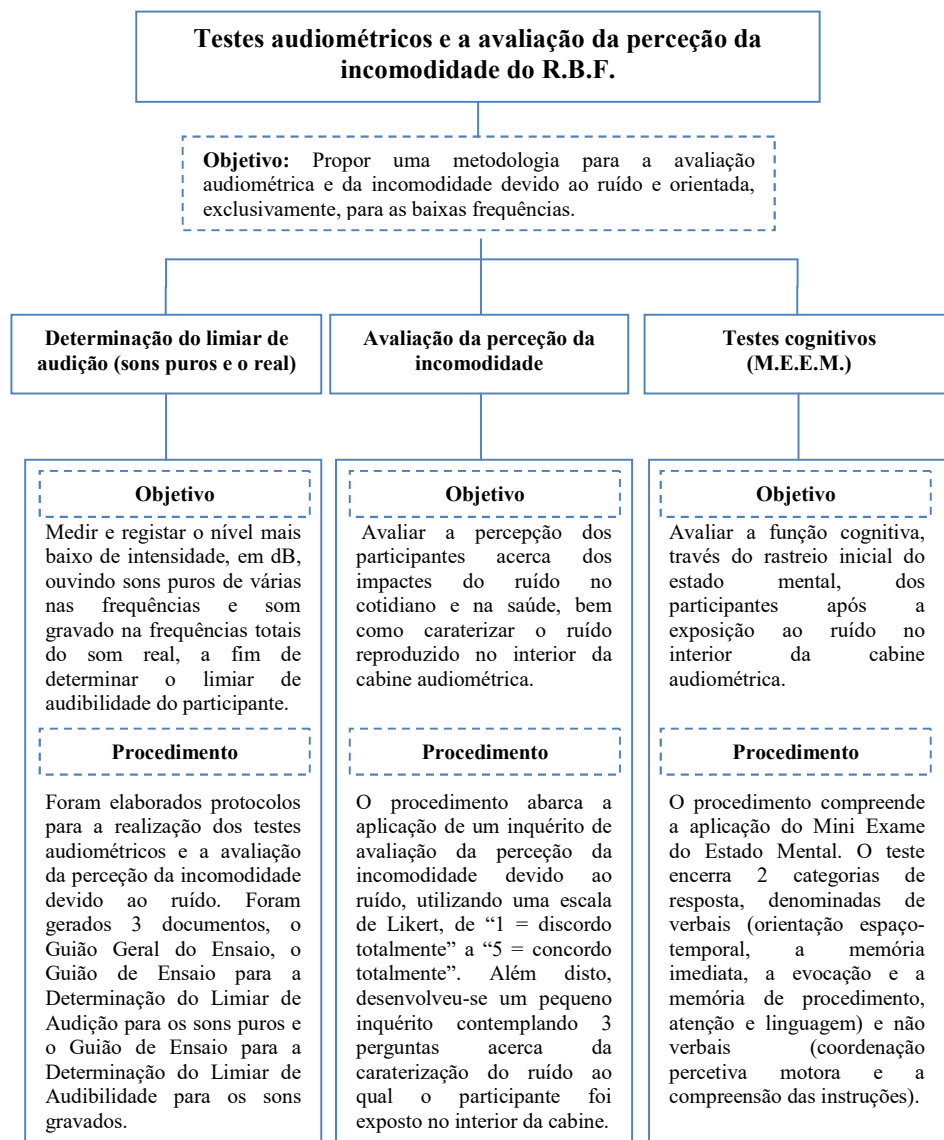 Testes audiométricos e a avaliação da perceção da
incomodidade do R.B.F.
Objetivo: Propor uma metodologia para a avaliação
audiométrica e da incomodidade devido ao ruído e orientada,
exclusivamente, para as baixas frequências.
Determinação do limiar de
audição (sons puros e o real)
Objetivo
Medir e registar o nível mais
baixo de intensidade, em dB,
ouvindo sons puros de várias
nas frequências e som
gravado na frequências totais
do som real, a fim de
determinar o limiar de
audibilidade do participante.
Procedimento
Foram elaborados protocolos
para a realização dos testes
audiométricos e a avaliação
da perceção da incomodidade
devido ao ruído. Foram
gerados 3 documentos, o
Guião Geral do Ensaio, o
Guião de Ensaio para a
Determinação do Limiar de
Audição para os sons puros e
o Guião de Ensaio para a
Determinação do Limiar de
Audibilidade para os sons
gravados.
Avaliação da perceção da
incomodidade
Objetivo
Avaliar a percepção dos
participantes acerca dos
impactes do ruído no
cotidiano e na saúde, bem
como caraterizar o ruído
reproduzido no interior da
cabine audiométrica.
Procedimento
O procedimento abarca a
aplicação de um inquérito de
avaliação da perceção da
incomodidade devido ao
ruído, utilizando uma escala
de Likert, de “1 = discordo
totalmente” a “5 = concordo
totalmente”. Além disto,
desenvolveu-se um pequeno
inquérito contemplando 3
perguntas acerca da
caraterização do ruído ao
qual o participante foi
exposto no interior da cabine.
Testes cognitivos
(M.E.E.M.)
Objetivo
Avaliar a função cognitiva,
través do rastreio inicial do
estado mental, dos
participantes após a
exposição ao ruído no
interior da cabine
audiométrica.
Procedimento
O procedimento compreende
a aplicação do Mini Exame
do Estado Mental. O teste
encerra 2 categorias de
resposta, denominadas de
verbais (orientação espaço-
temporal, a memória
imediata, a evocação e a
memória de procedimento,
atenção e linguagem) e não
verbais (coordenação
percetiva motora e a
compreensão das instruções).